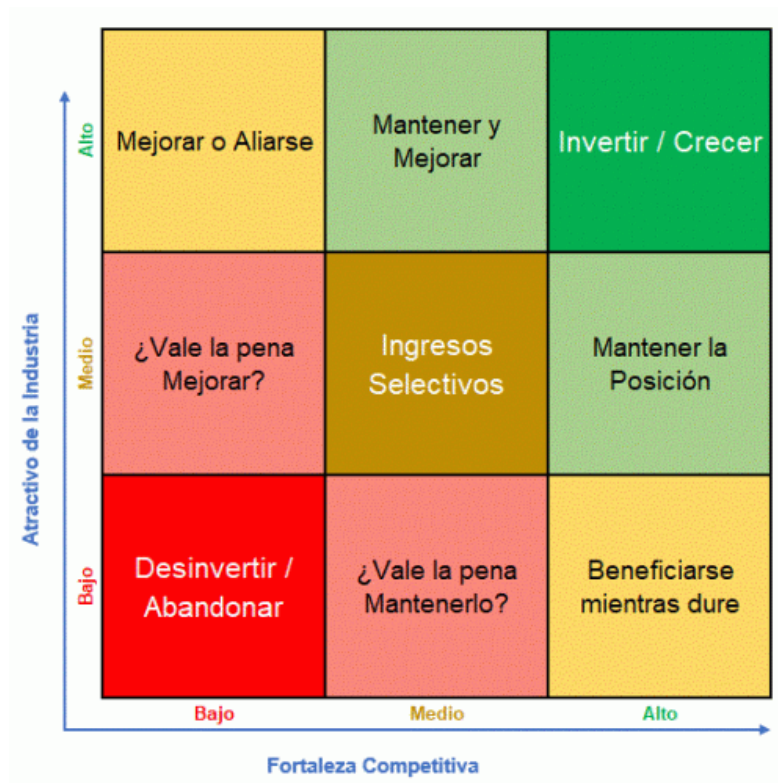 Alto
Mejorar o Aliarse
Mantener y
Mejorar
Invertir / Crecer
Atractivo de la Industria
Medio
¿Vale la pena
Mejorar?
Ingresos
Selectivos
Mantener la
Posición
Bajo
Desinvertir /
Abandonar
¿Vale la pena
Mantenerlo?
Beneficiarse
mientras dure
Bajo
Medio
Alto
Fortaleza Competitiva